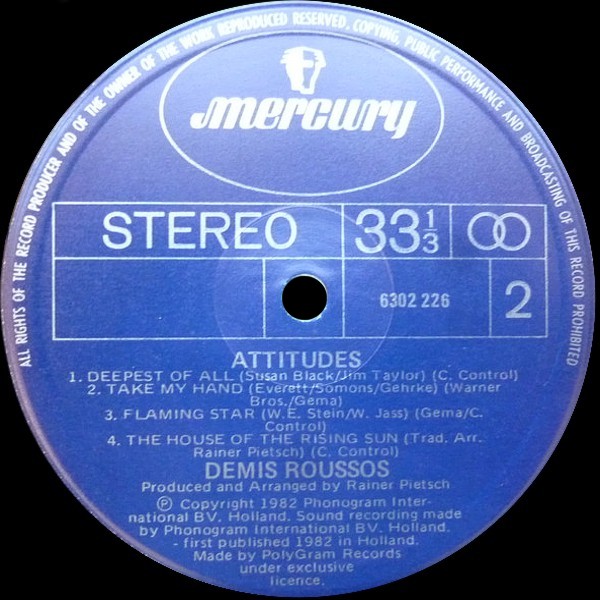 ALL RIGHTS OF THE RECORD PRODUCER AND OF THE OWNER OF THE WORK REPRODUCED RESERVED, COPYING, PUBLIC PERFORMANCE AND BROADCASTING OF THIS RECORD PROHIBITED
mercury
STEREO 33⅓
6302 226 2
ATTITUDES
1. DEEPEST OF ALL (Susan Black/Jim Taylor) (C. Control)
2. TAKE MY HAND (Everett/Somons/Gehrke) (Warner
Bros./Gema)
3. FLAMING STAR (W.E. Stein/W. Jass) (Gema/C.
Control)
4. THE HOUSE OF THE RISING SUN (Trad. Arr.
Rainer Pietsch) (C. Control)
DEMIS ROUSSOS
Produced and Arranged by Rainer Pietsch
Ⓟ Copyright 1982 Phonogram Inter-
national BV. Holland. Sound recording made
by Phonogram International BV. Holland.
- first published 1982 in Holland.
Made by PolyGram Records
under exclusive
licence.